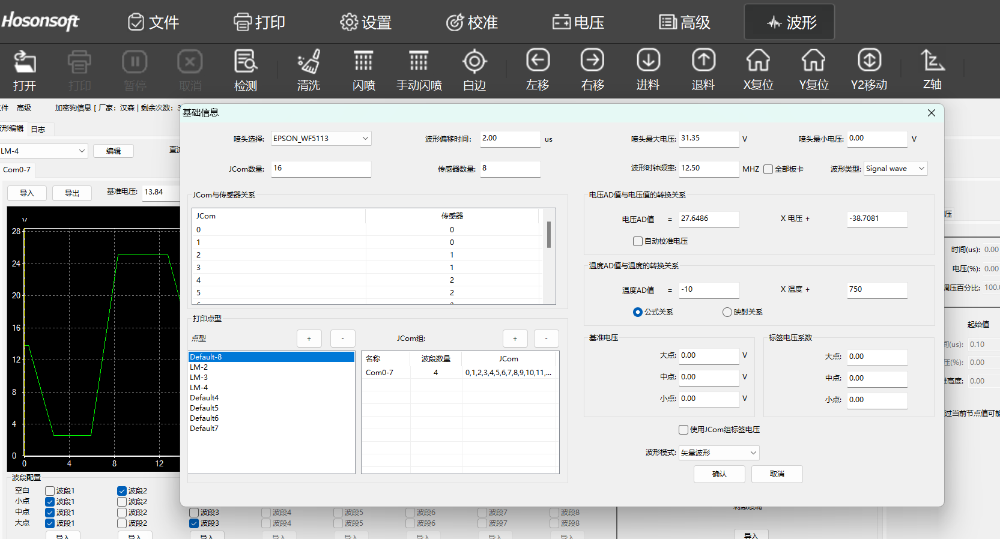 Hosonsoft 文件 打印 设置 校准 电压 高级 波形
打开 打印 暂停 取消 检测 清洗 闪喷 手动闪喷 白边 左移 右移 进料 退料 X复位 Y复位 Y2移动 Z轴
件 高级 加密狗信息 [ 厂家：汉森 | 剩余次数：3
形编辑 日志
LM-4 编辑 直流
Com0-7
导入 导出 基准电压: 13.84
V
28
24
20
16
12
8
4
0
0 4 8 12
波段配置
空白 波段1 波段2
小点 波段1 波段2
中点 波段1 波段2 波段3 波段4 波段5 波段6 波段7 波段8
大点 波段1 波段2 波段3 波段4 波段5 波段6 波段7 波段8
导入 导入 导入 导入 导入 导入 导入 导入 导入
基础信息
喷头选择: EPSON_WF5113 波形偏移时间: 2.00 us 喷头最大电压: 31.35 V 喷头最小电压: 0.00 V
JCom数量: 16 传感器数量: 8 波形时钟频率: 12.50 MHZ 全部板卡 波形类型: Signal wave
JCom与传感器关系
JCom 传感器
0 0
1 0
2 1
3 1
4 2
5 2
打印点型
点型 + - JCom组: + -
Default-8
LM-2
LM-3
LM-4
Default4
Default5
Default6
Default7
名称 波段数量 JCom
Com0-7 4 0,1,2,3,4,5,6,7,8,9,10,11,...
电压AD值与电压值的转换关系
电压AD值 = 27.6486 X 电压 + -38.7081
自动校准电压
温度AD值与温度的转换关系
温度AD值 = -10 X 温度 + 750
公式关系 映射关系
基准电压
大点: 0.00 V
中点: 0.00 V
小点: 0.00 V
标签电压系数
大点: 0.00
中点: 0.00
小点: 0.00
使用JCom组标签电压
波形模式: 矢量波形
确认 取消
压
时间(us): 0.00
电压(%): 0.00
调压百分比: 100.0
起始值
间(us): 0.10
压(%): 0.00
高度: 0.00
过当前节点值可能